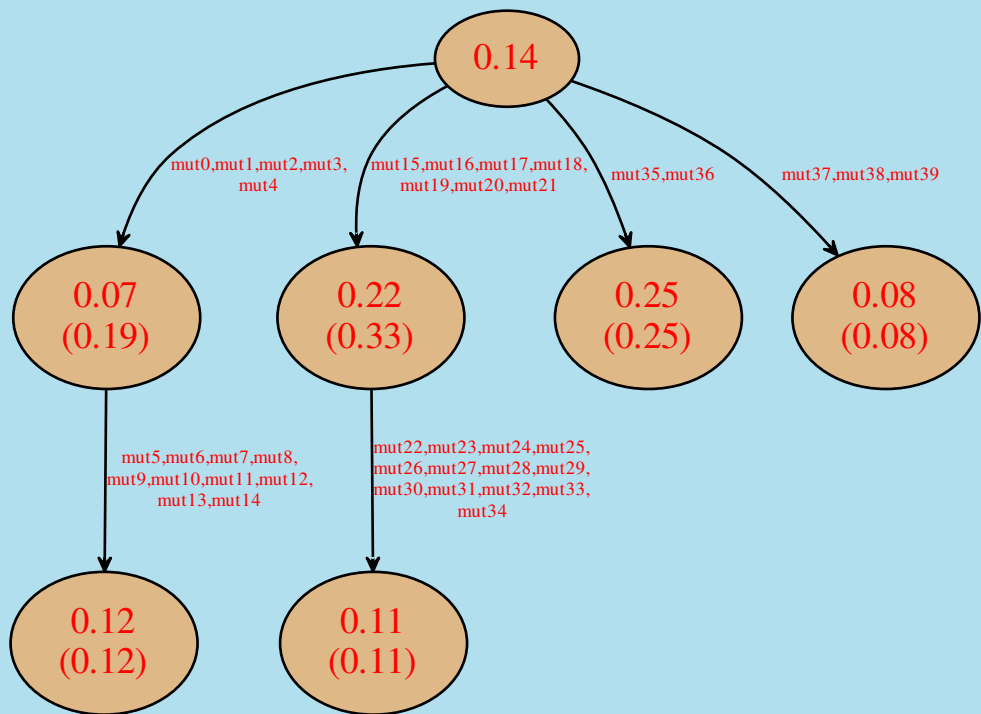 0.14
mut0,mut1,mut2,mut3,
mut4
mut15,mut16,mut17,mut18,
mut19,mut20,mut21
mut35,mut36
mut37,mut38,mut39
0.07
(0.19)
0.22
(0.33)
0.25
(0.25)
0.08
(0.08)
mut5,mut6,mut7,mut8,
mut9,mut10,mut11,mut12,
mut13,mut14
mut22,mut23,mut24,mut25,
mut26,mut27,mut28,mut29,
mut30,mut31,mut32,mut33,
mut34
0.12
(0.12)
0.11
(0.11)